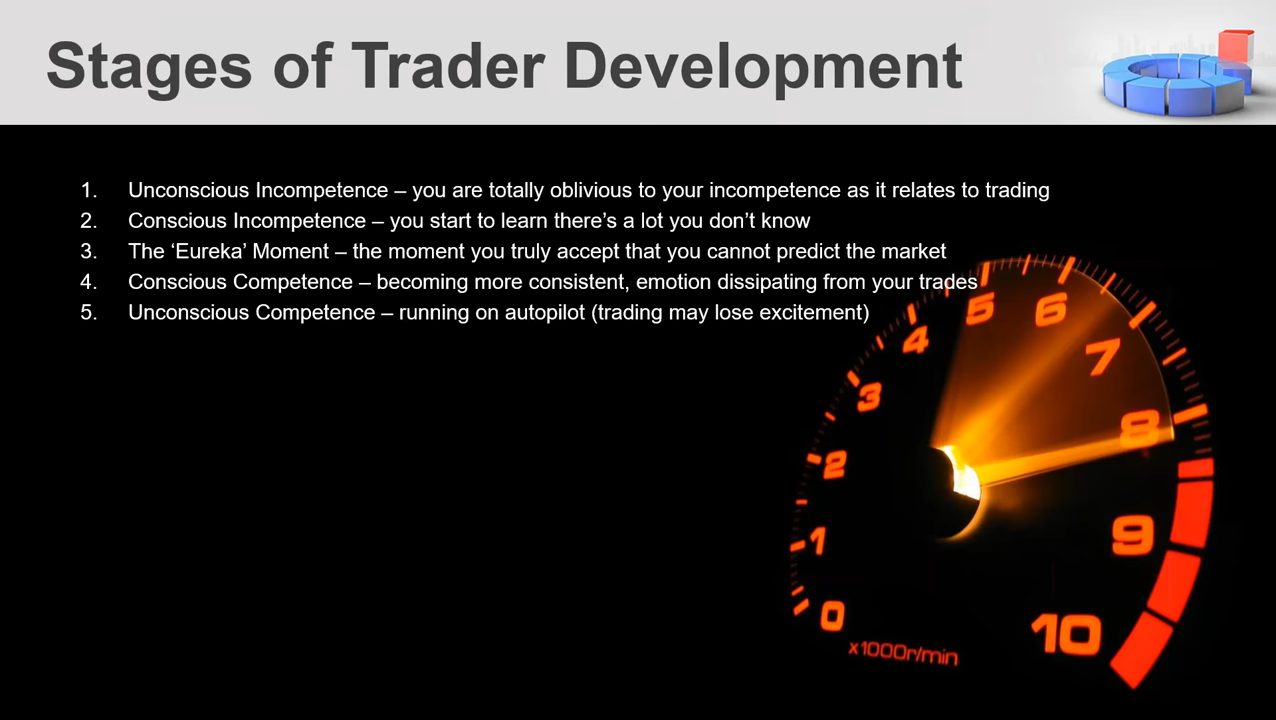 Stages of Trader Development
1. Unconscious Incompetence – you are totally oblivious to your incompetence as it relates to trading
2. Conscious Incompetence – you start to learn there’s a lot you don’t know
3. The ‘Eureka’ Moment – the moment you truly accept that you cannot predict the market
4. Conscious Competence – becoming more consistent, emotion dissipating from your trades
5. Unconscious Competence – running on autopilot (trading may lose excitement)
0
1
2
3
4
5
6
7
8
9
10
x1000r/min